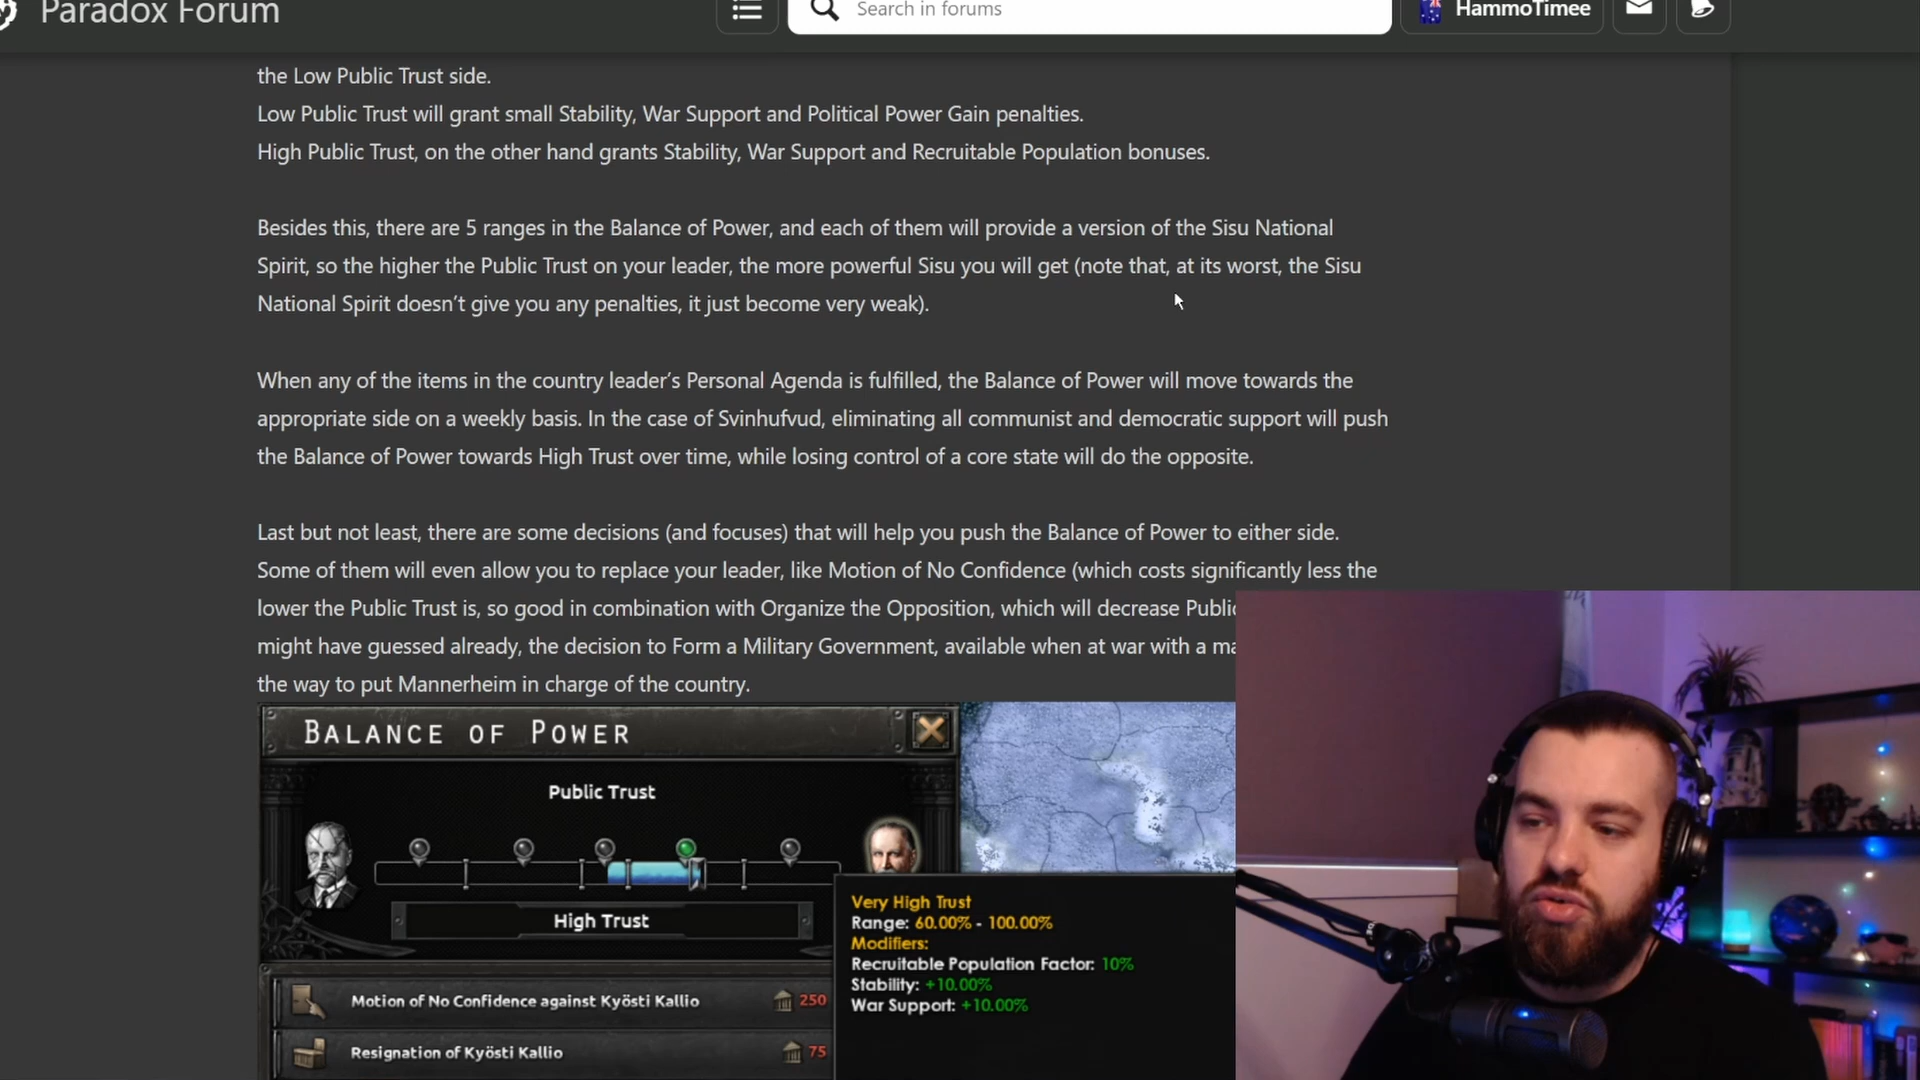 Paradox Forum
Search in forums
HammoTimee
the Low Public Trust side.
Low Public Trust will grant small Stability, War Support and Political Power Gain penalties.
High Public Trust, on the other hand grants Stability, War Support and Recruitable Population bonuses.
Besides this, there are 5 ranges in the Balance of Power, and each of them will provide a version of the Sisu National
Spirit, so the higher the Public Trust on your leader, the more powerful Sisu you will get (note that, at its worst, the Sisu
National Spirit doesn’t give you any penalties, it just become very weak).
When any of the items in the country leader’s Personal Agenda is fulfilled, the Balance of Power will move towards the
appropriate side on a weekly basis. In the case of Svinhufvud, eliminating all communist and democratic support will push
the Balance of Power towards High Trust over time, while losing control of a core state will do the opposite.
Last but not least, there are some decisions (and focuses) that will help you push the Balance of Power to either side.
Some of them will even allow you to replace your leader, like Motion of No Confidence (which costs significantly less the
lower the Public Trust is, so good in combination with Organize the Opposition, which will decrease Public
might have guessed already, the decision to Form a Military Government, available when at war with a ma
the way to put Mannerheim in charge of the country.
BALANCE OF POWER
Public Trust
High Trust
Motion of No Confidence against Kyösti Kallio 250
Resignation of Kyösti Kallio 75
Very High Trust
Range: 60.00% - 100.00%
Modifiers:
Recruitable Population Factor: 10%
Stability: +10.00%
War Support: +10.00%